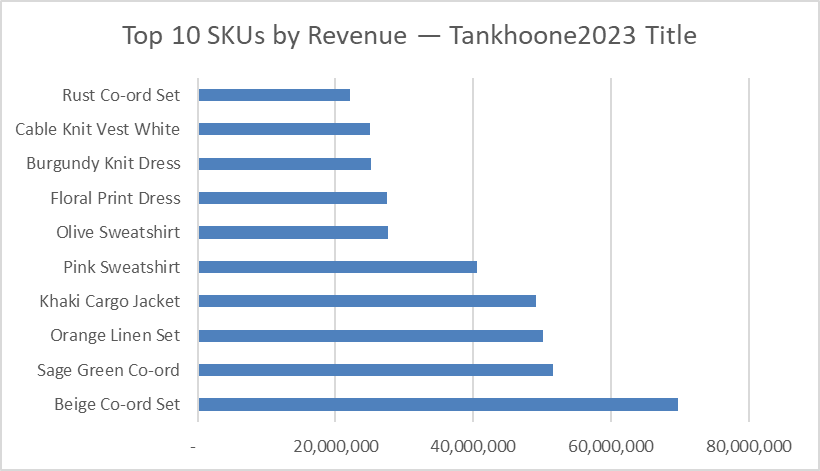 Top 10 SKUs by Revenue — Tankhoone2023 Title
Rust Co-ord Set
Cable Knit Vest White
Burgundy Knit Dress
Floral Print Dress
Olive Sweatshirt
Pink Sweatshirt
Khaki Cargo Jacket
Orange Linen Set
Sage Green Co-ord
Beige Co-ord Set
- 20,000,000 40,000,000 60,000,000 80,000,000